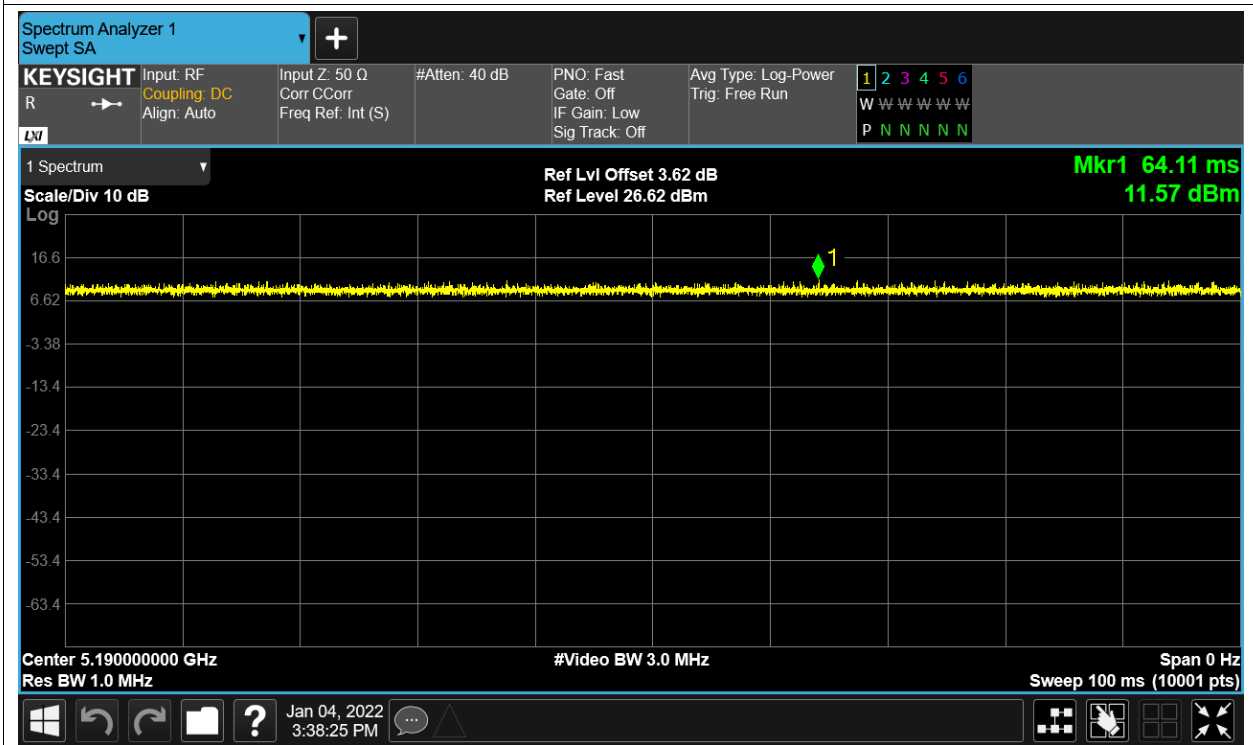 Spectrum Analyzer 1
Swept SA
▼
+
KEYSIGHT
R
LXI
Input: RF
Coupling: DC
Align: Auto
Input Z: 50 Ω
Corr CCorr
Freq Ref: Int (S)
#Atten: 40 dB
PNO: Fast
Gate: Off
IF Gain: Low
Sig Track: Off
Avg Type: Log-Power
Trig: Free Run
1 2 3 4 5 6
W W W W W W
P N N N N N
1 Spectrum ▼
Scale/Div 10 dB
Ref Lvl Offset 3.62 dB
Ref Level 26.62 dBm
Mkr1 64.11 ms
11.57 dBm
Log
16.6
6.62
-3.38
-13.4
-23.4
-33.4
-43.4
-53.4
-63.4
1
Center 5.190000000 GHz
Res BW 1.0 MHz
#Video BW 3.0 MHz
Span 0 Hz
Sweep 100 ms (10001 pts)
?
Jan 04, 2022
3:38:25 PM